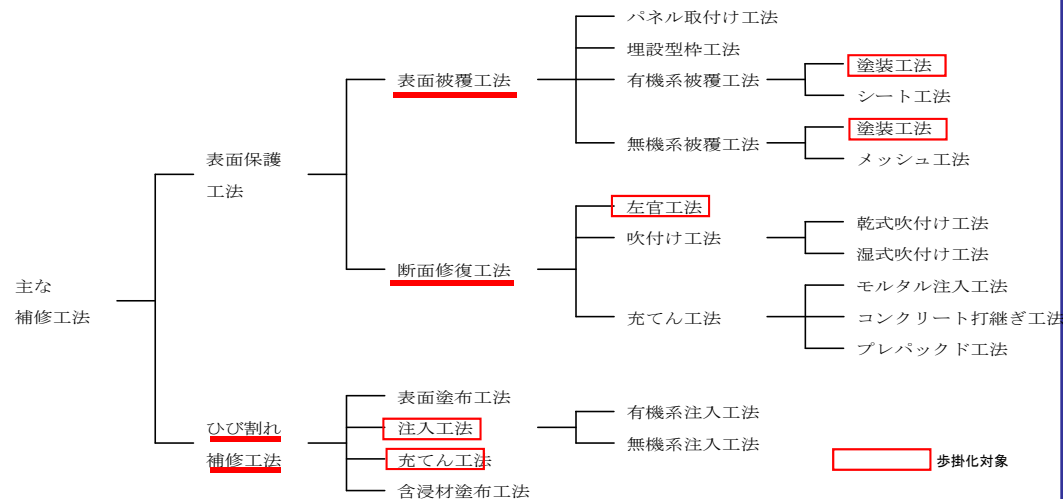 パネル取付け工法
埋設型枠工法
表面被覆工法
有機系被覆工法
塗装工法
シート工法
無機系被覆工法
塗装工法
メッシュ工法
表面保護
工法
左官工法
吹付け工法
乾式吹付け工法
湿式吹付け工法
断面修復工法
主な
補修工法
充てん工法
モルタル注入工法
コンクリート打継ぎ工法
プレパックド工法
表面塗布工法
ひび割れ
補修工法
注入工法
有機系注入工法
無機系注入工法
充てん工法
含浸材塗布工法
歩掛化対象